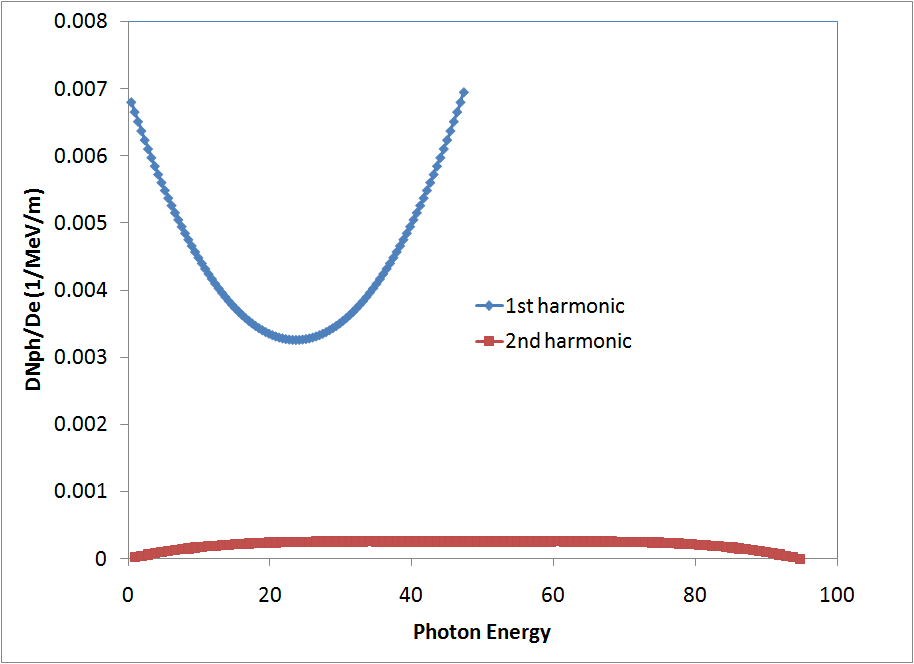 0.008
0.007
0.006
0.005
0.004
0.003
0.002
0.001
0
DNph/De (1/MeV/m)
1st harmonic
2nd harmonic
0 20 40 60 80 100
Photon Energy